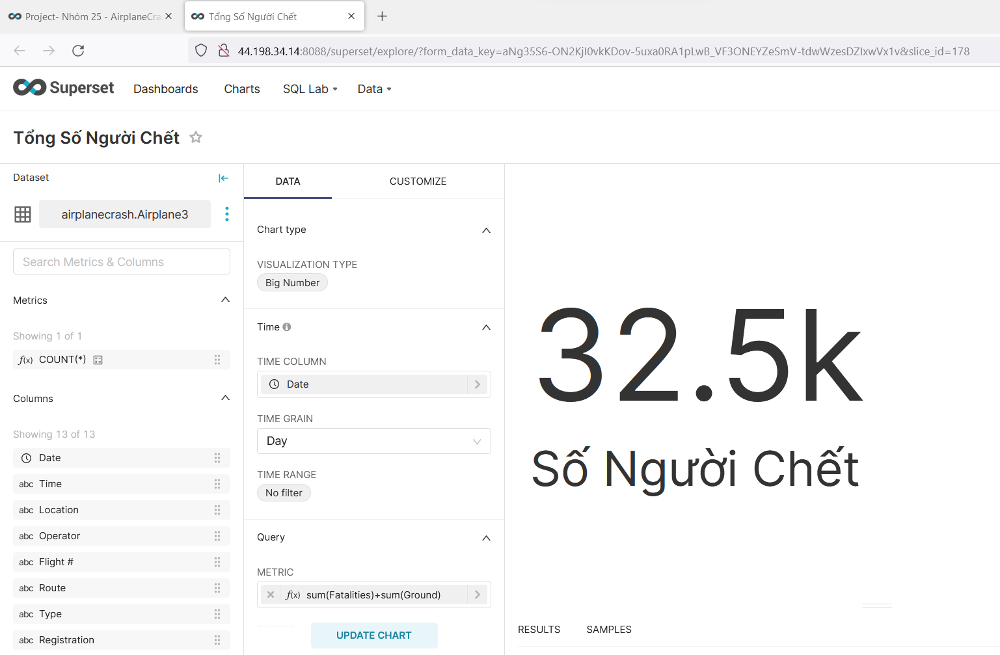 Project- Nhóm 25 - AirplaneCra
Tổng Số Người Chết
44.198.34.14:8088/superset/explore/?form_data_key=aNg35S6-ON2KjI0vkKDov-5uxa0RA1pLwB_VF3ONEYZeSmV-tdwWzesDZIxwVx1v&slice_id=178
Superset
Dashboards
Charts
SQL Lab
Data
Tổng Số Người Chết
Dataset
airplanecrash.Airplane3
Search Metrics & Columns
Metrics
Showing 1 of 1
f(x) COUNT(*)
Columns
Showing 13 of 13
Date
abc Time
abc Location
abc Operator
abc Flight #
abc Route
abc Type
abc Registration
DATA
CUSTOMIZE
Chart type
VISUALIZATION TYPE
Big Number
Time
TIME COLUMN
Date
TIME GRAIN
Day
TIME RANGE
No filter
Query
METRIC
f(x) sum(Fatalities)+sum(Ground)
UPDATE CHART
32.5k
Số Người Chết
RESULTS
SAMPLES